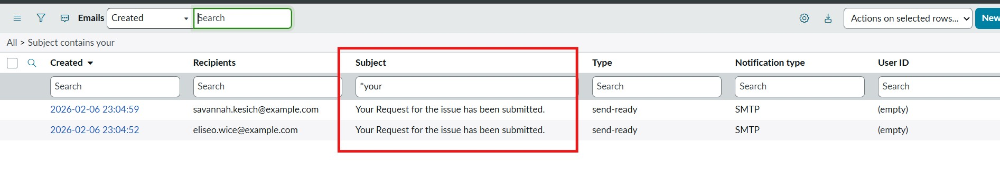 Emails Created Search Actions on selected rows... New
All > Subject contains your
Created Recipients Subject Type Notification type User ID
Search Search *your Search Search Search
2026-02-06 23:04:59 savannah.kesich@example.com Your Request for the issue has been submitted. send-ready SMTP (empty)
2026-02-06 23:04:52 eliseo.wice@example.com Your Request for the issue has been submitted. send-ready SMTP (empty)